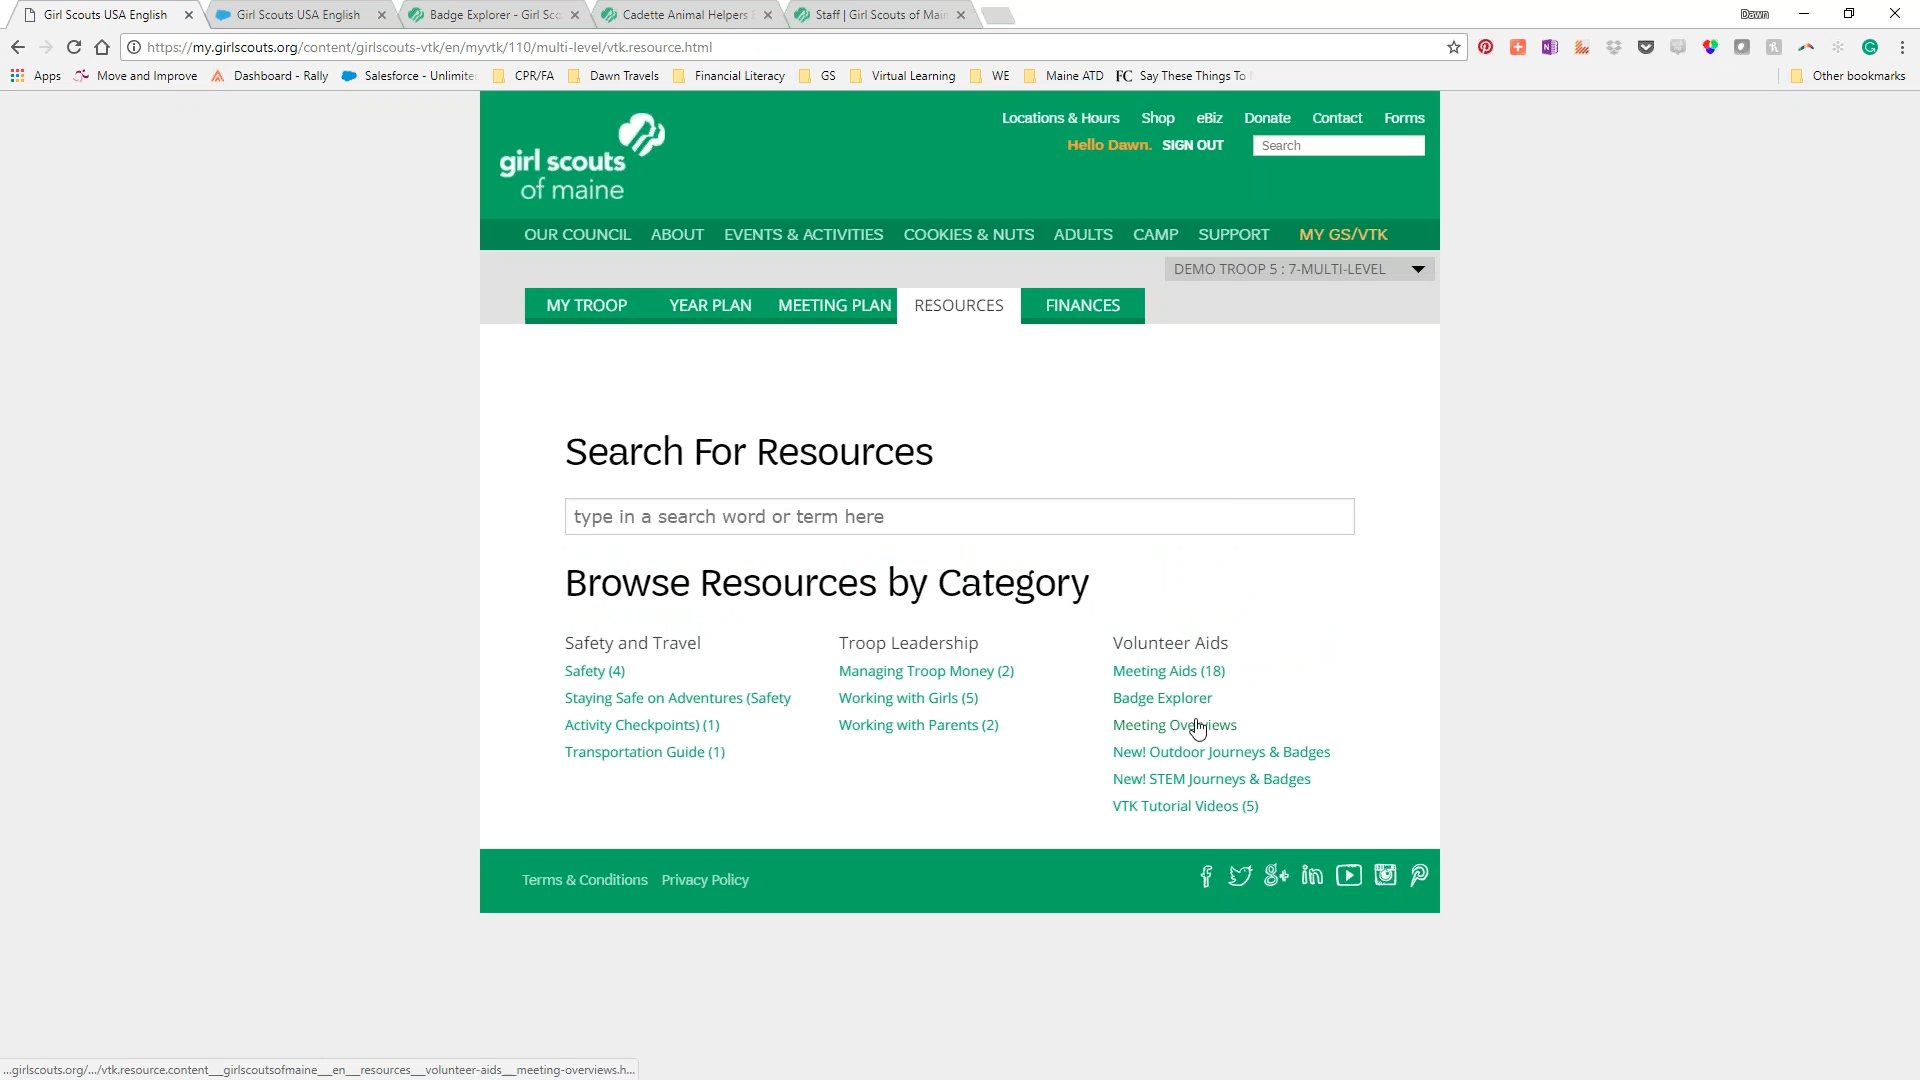 Girl Scouts USA English
Girl Scouts USA English
Badge Explorer - Girl Sco
Cadette Animal Helpers
Staff | Girl Scouts of Main
Dawn
https://my.girlscouts.org/content/girlscouts-vtk/en/myvtk/110/multi-level/vtk.resource.html
Apps Move and Improve Dashboard - Rally Salesforce - Unlimited CPR/FA Dawn Travels Financial Literacy GS Virtual Learning WE Maine ATD FC Say These Things To Other bookmarks
girl scouts
of maine
Locations & Hours Shop eBiz Donate Contact Forms
Hello Dawn. SIGN OUT Search
OUR COUNCIL ABOUT EVENTS & ACTIVITIES COOKIES & NUTS ADULTS CAMP SUPPORT MY GS/VTK
DEMO TROOP 5 : 7-MULTI-LEVEL
MY TROOP YEAR PLAN MEETING PLAN RESOURCES FINANCES
Search For Resources
type in a search word or term here
Browse Resources by Category
Safety and Travel
Safety (4)
Staying Safe on Adventures (Safety
Activity Checkpoints) (1)
Transportation Guide (1)
Troop Leadership
Managing Troop Money (2)
Working with Girls (5)
Working with Parents (2)
Volunteer Aids
Meeting Aids (18)
Badge Explorer
Meeting Overviews
New! Outdoor Journeys & Badges
New! STEM Journeys & Badges
VTK Tutorial Videos (5)
Terms & Conditions Privacy Policy
...girlscouts.org/.../vtk.resource.content___girlscoutsofmaine___en___resources___volunteer-aids___meeting-overviews.h...